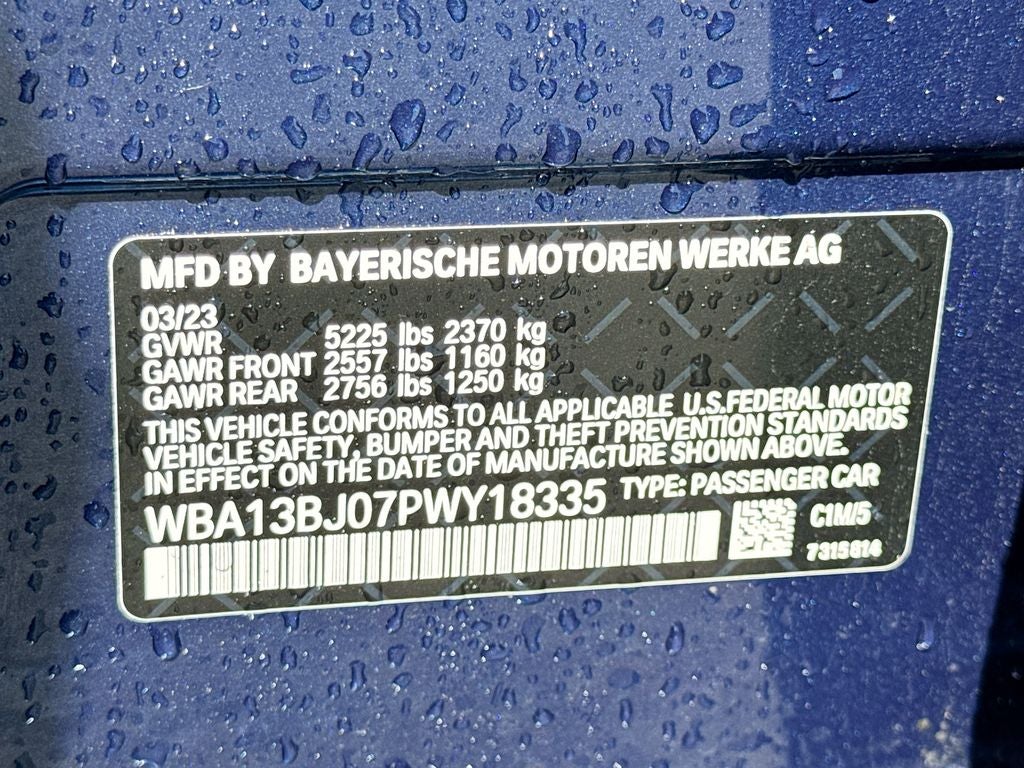 MFD BY BAYERISCHE MOTOREN WERKE AG
03/23
GVWR 5225 lbs 2370 kg
GAWR FRONT 2557 lbs 1160 kg
GAWR REAR 2756 lbs 1250 kg
THIS VEHICLE CONFORMS TO ALL APPLICABLE U.S.FEDERAL MOTOR
VEHICLE SAFETY, BUMPER AND THEFT PREVENTION STANDARDS
IN EFFECT ON THE DATE OF MANUFACTURE SHOWN ABOVE.
WBA13BJ07PWY18335 TYPE: PASSENGER CAR
C1M/5
7315614